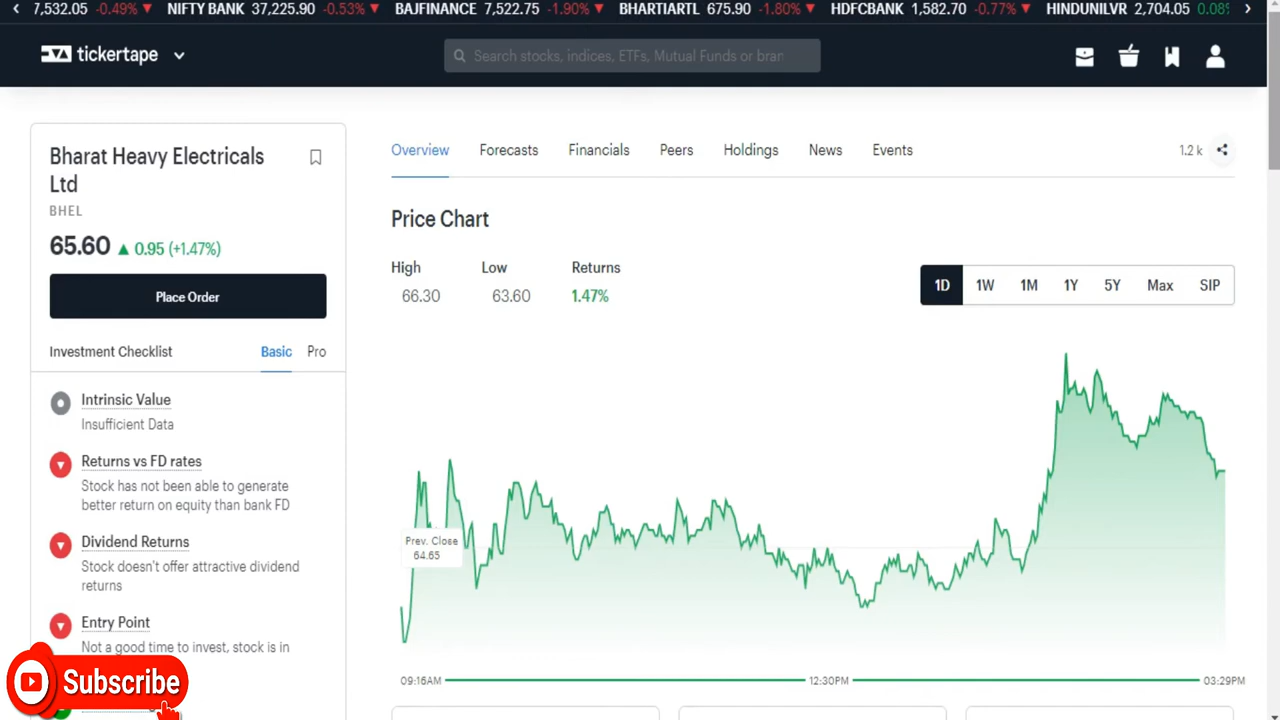 7,532.05 -0.49% NIFTY BANK 37,225.90 -0.53% BAJFINANCE 7,522.75 -1.90% BHARTIARTL 675.90 -1.80% HDFCBANK 1,582.70 -0.77% HINDUNILVR 2,704.05 0.08%
tickertape
Search stocks, indices, ETFs, Mutual Funds or bran
Bharat Heavy Electricals
Ltd
BHEL
65.60 0.95 (+1.47%)
Place Order
Investment Checklist Basic Pro
Intrinsic Value
Insufficient Data
Returns vs FD rates
Stock has not been able to generate
better return on equity than bank FD
Dividend Returns
Stock doesn't offer attractive dividend
returns
Entry Point
Not a good time to invest, stock is in
Subscribe
Overview Forecasts Financials Peers Holdings News Events 1.2 k
Price Chart
High Low Returns
66.30 63.60 1.47%
1D 1W 1M 1Y 5Y Max SIP
Prev. Close
64.65
09:16AM 12:30PM 03:29PM